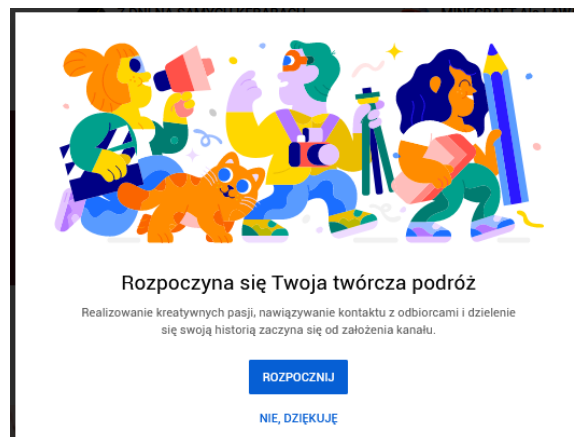 Rozpoczyna się Twoja twórcza podróż
Realizowanie kreatywnych pasji, nawiązywanie kontaktu z odbiorcami i dzielenie
się swoją historią zaczyna się od założenia kanału.
ROZPOCZNIJ
NIE, DZIĘKUJĘ